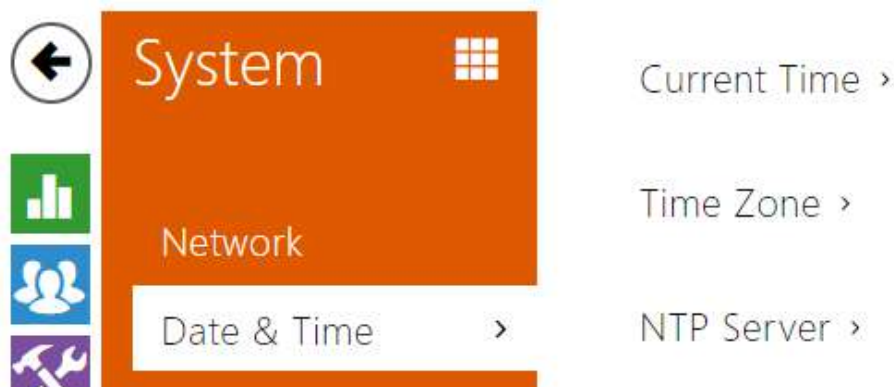 System
Network
Date & Time
Current Time
Time Zone
NTP Server